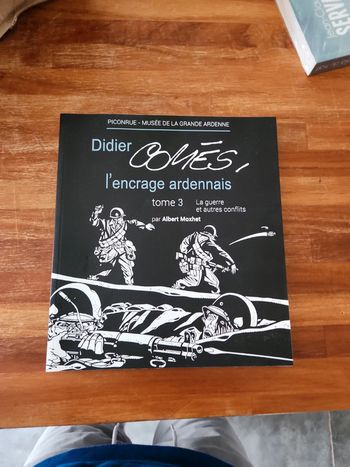 PICONRUE - MUSÉE DE LA GRANDE ARDENNE
Didier COMÈS,
l'encrage ardennais
tome 3 La guerre
et autres conflits
par Albert Moxhet
SERVI